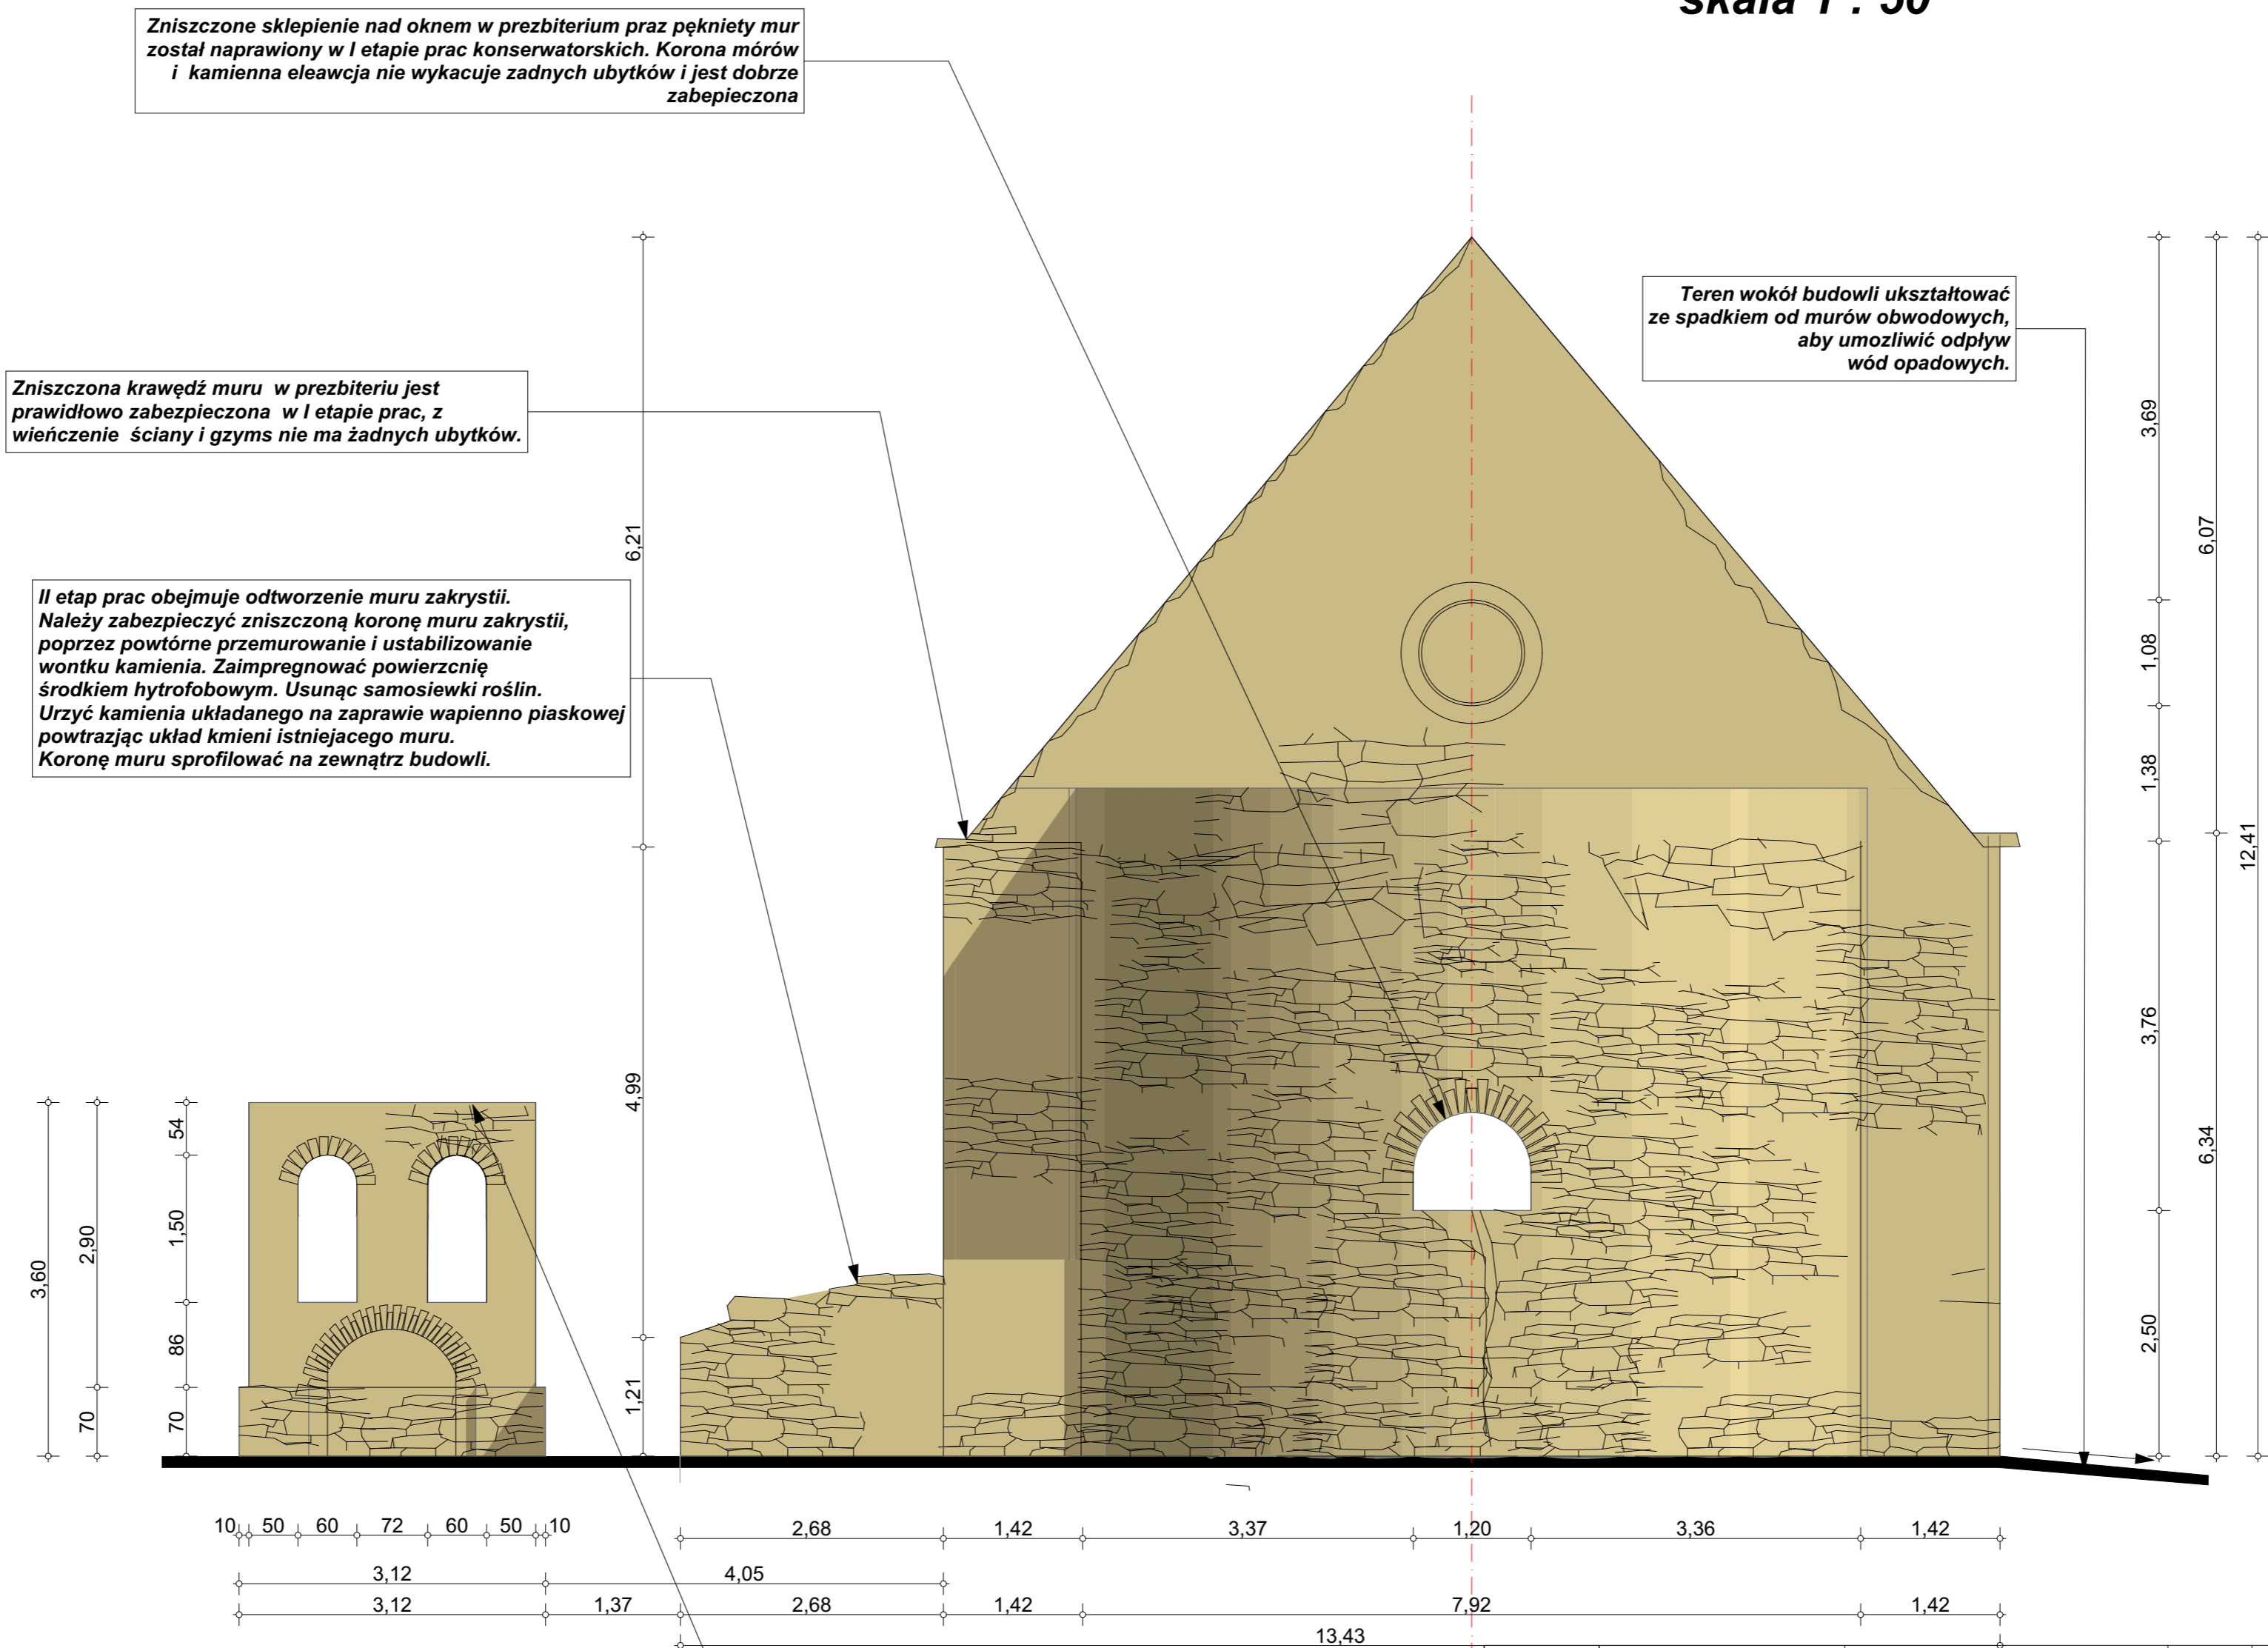 skala 1 : 50
Zniszczone sklepienie nad oknem w prezbiterium praz pękniety mur
został naprawiony w I etapie prac konserwatorskich. Korona mórów
i kamienna eleawcja nie wykacuje zadnych ubytków i jest dobrze
zabepieczona
Teren wokół budowli ukształtować
ze spadkiem od murów obwodowych,
aby umozliwić odpływ
wód opadowych.
Zniszczona krawędź muru w prezbiteriu jest
prawidłowo zabezpieczona w I etapie prac, z
wieńczenie ściany i gzyms nie ma żadnych ubytków.
II etap prac obejmuje odtworzenie muru zakrystii.
Należy zabezpieczyć zniszczoną koronę muru zakrystii,
poprzez powtórne przemurowanie i ustabilizowanie
wontku kamienia. Zaimpregnować powierzcnię
środkiem hytrofobowym. Usunąc samosiewki roślin.
Urzyć kamienia układanego na zaprawie wapienno piaskowej
powtrazjąc układ kmieni istniejacego muru.
Koronę muru sprofilować na zewnątrz budowli.
3,60
2,90
70
54
1,50
86
70
6,21
4,99
1,21
3,69
1,08
1,38
3,76
2,50
6,07
6,34
12,41
10 50 60 72 60 50 10
2,68 1,42 3,37 1,20 3,36 1,42
3,12 4,05
3,12 1,37 2,68 1,42 7,92 1,42
13,43